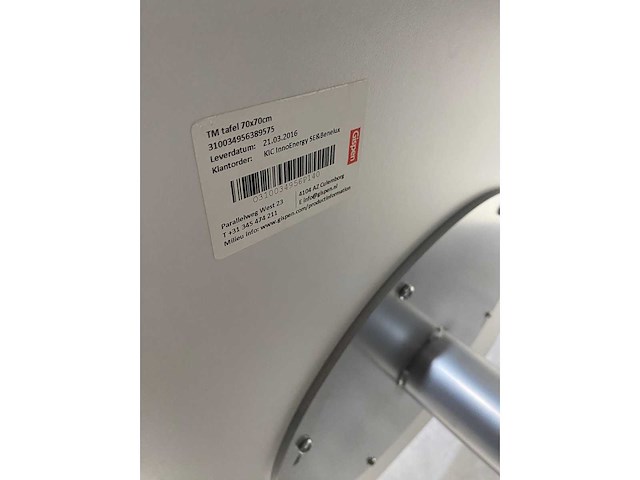 TM tafel 70x70cm
310034956389575
Leverdatum: 21.03.2016
Klantorder: KIC InnoEnergy SE&Benelux
Gispen
Parallelweg West 23
T +31 345 474 211
4104 AZ Culemborg
E info@gispen.nl
Milieu info: www.gispen.com/productinformation